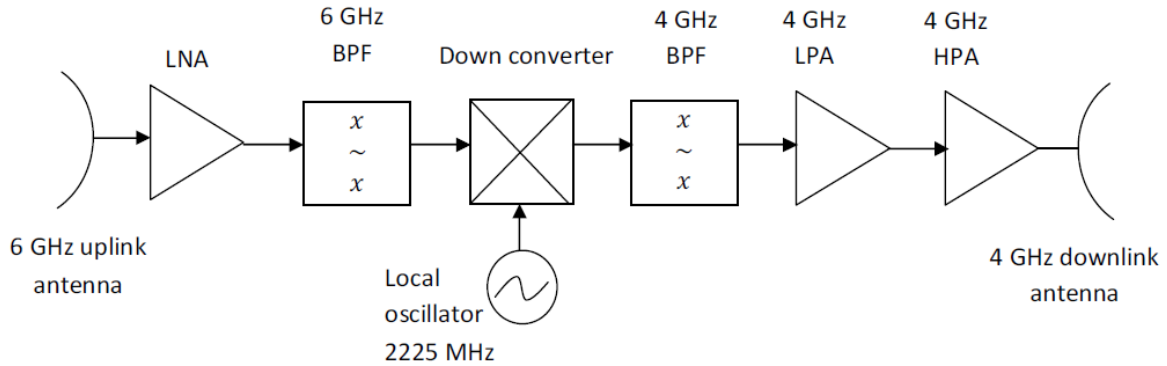 LNA
6 GHz
BPF
Down converter
4 GHz
BPF
4 GHz
LPA
4 GHz
HPA
x
~
x
x
~
x
6 GHz uplink
antenna
Local
oscillator
2225 MHz
4 GHz downlink
antenna